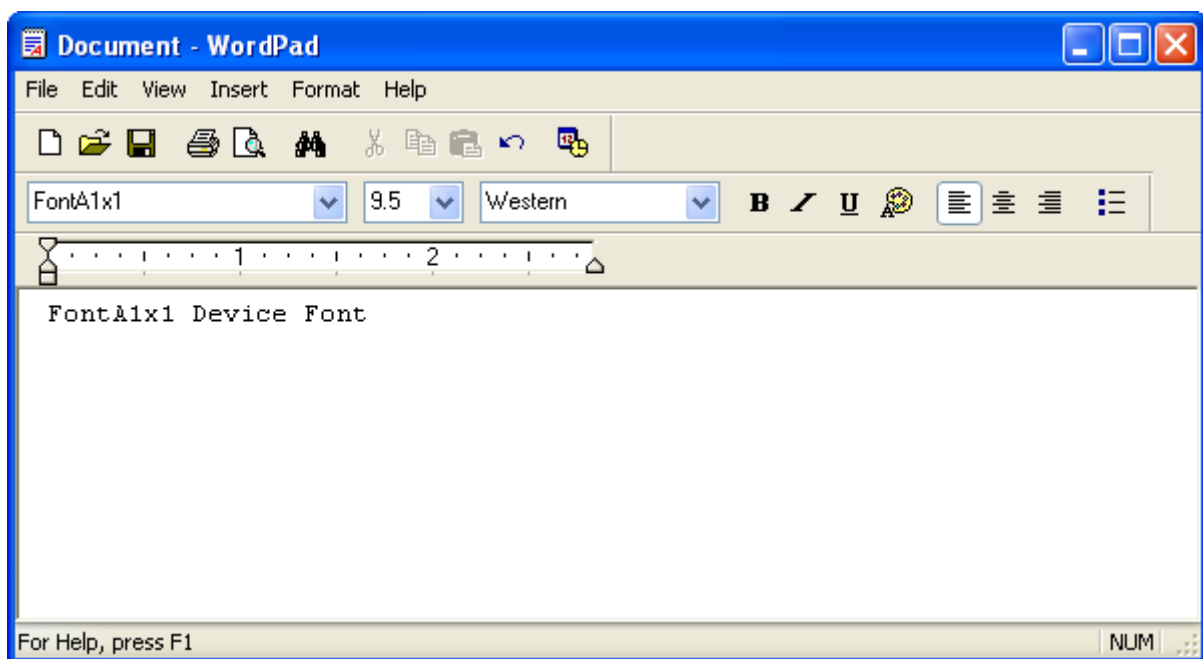 Document - WordPad
File Edit View Insert Format Help
FontA1x1 9.5 Western B I U
1 2
FontA1x1 Device Font
For Help, press F1 NUM